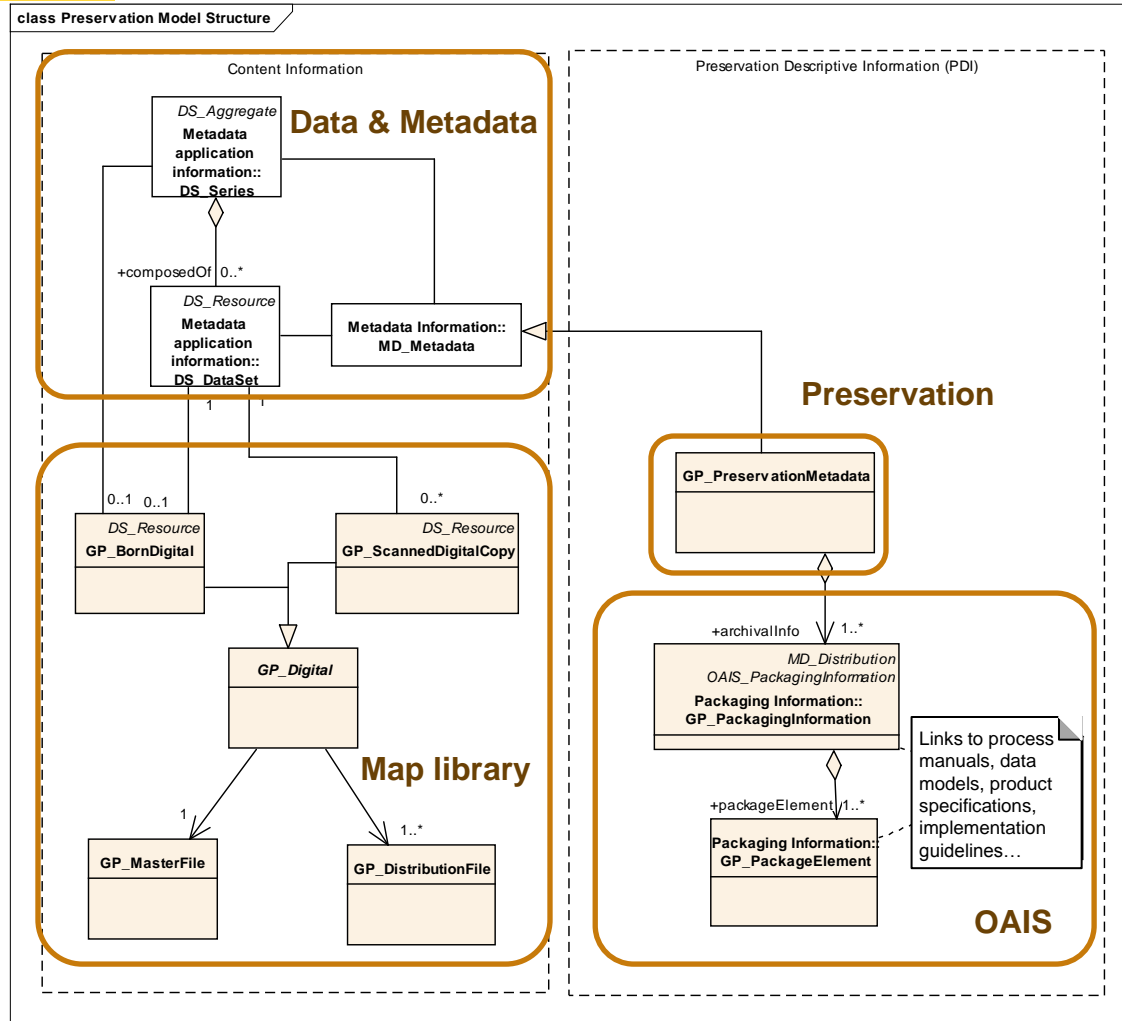 class Preservation Model Structure
Content Information
Data & Metadata
DS_Aggregate
Metadata
application
information::
DS_Series
+composedOf 0..*
DS_Resource
Metadata
application
information::
DS_DataSet
Metadata Information::
MD_Metadata
1
1
0..1
0..1
0..*
DS_Resource
GP_BornDigital
DS_Resource
GP_ScannedDigitalCopy
GP_Digital
Map library
1
1..*
GP_MasterFile
GP_DistributionFile
Preservation Descriptive Information (PDI)
Preservation
GP_PreservationMetadata
+archivalInfo 1..*
MD_Distribution
OAIS_PackagingInformation
Packaging Information::
GP_PackagingInformation
Links to process
manuals, data
models, product
specifications,
implementation
guidelines…
+packageElement 1..*
Packaging Information::
GP_PackageElement
OAIS